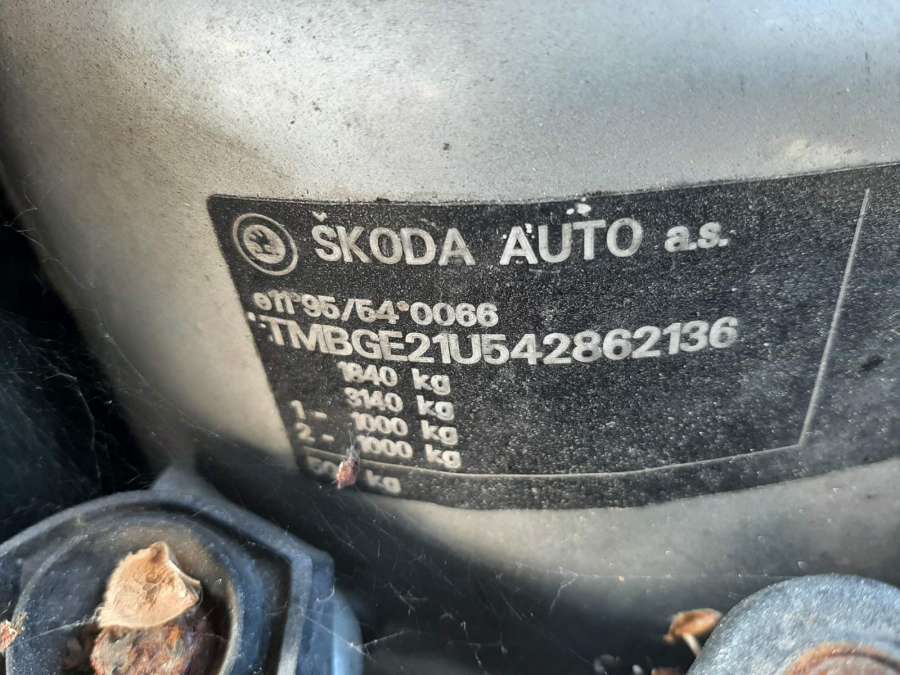 ŠKODA AUTO a.s.
e11*95/54*0066
TMBGE21U542862136
1840 kg
3140 kg
1 - 1000 kg
2 - 1000 kg
kg